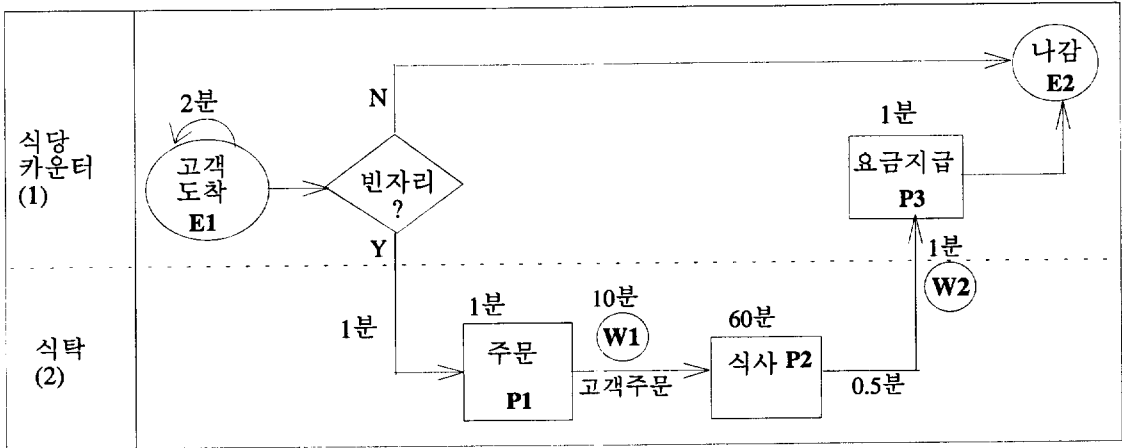 식당
카운터
(1)
2분
고객
도착
E1
빈자리
?
N
Y
나감
E2
1분
요금지급
P3
1분
W2
식탁
(2)
1분
1분
주문
P1
10분
W1
고객주문
60분
식사 P2
0.5분